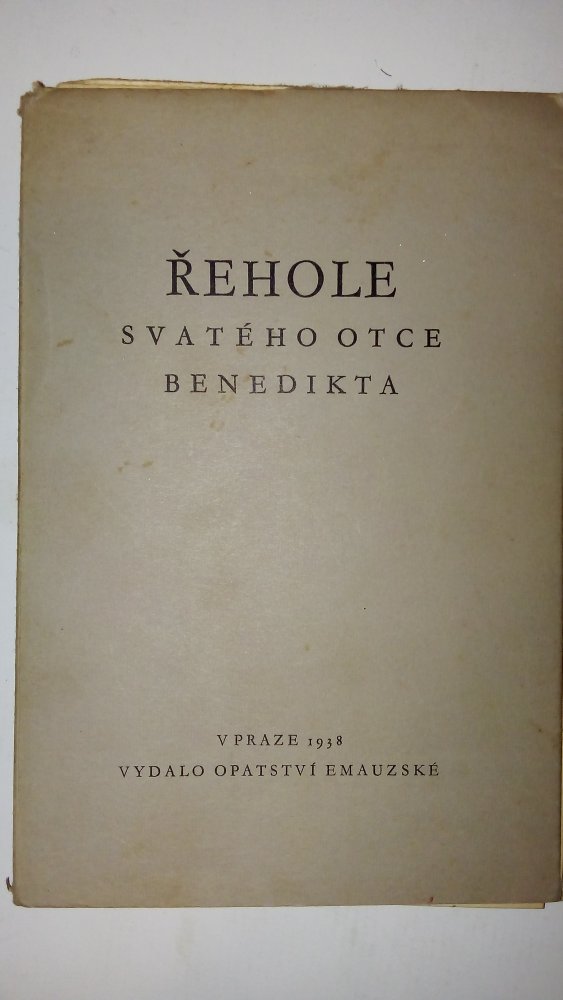 ŘEHOLE
SVATÉHO OTCE
BENEDIKTA
V PRAZE 1938
VYDALO OPATSTVÍ EMAUZSKÉ